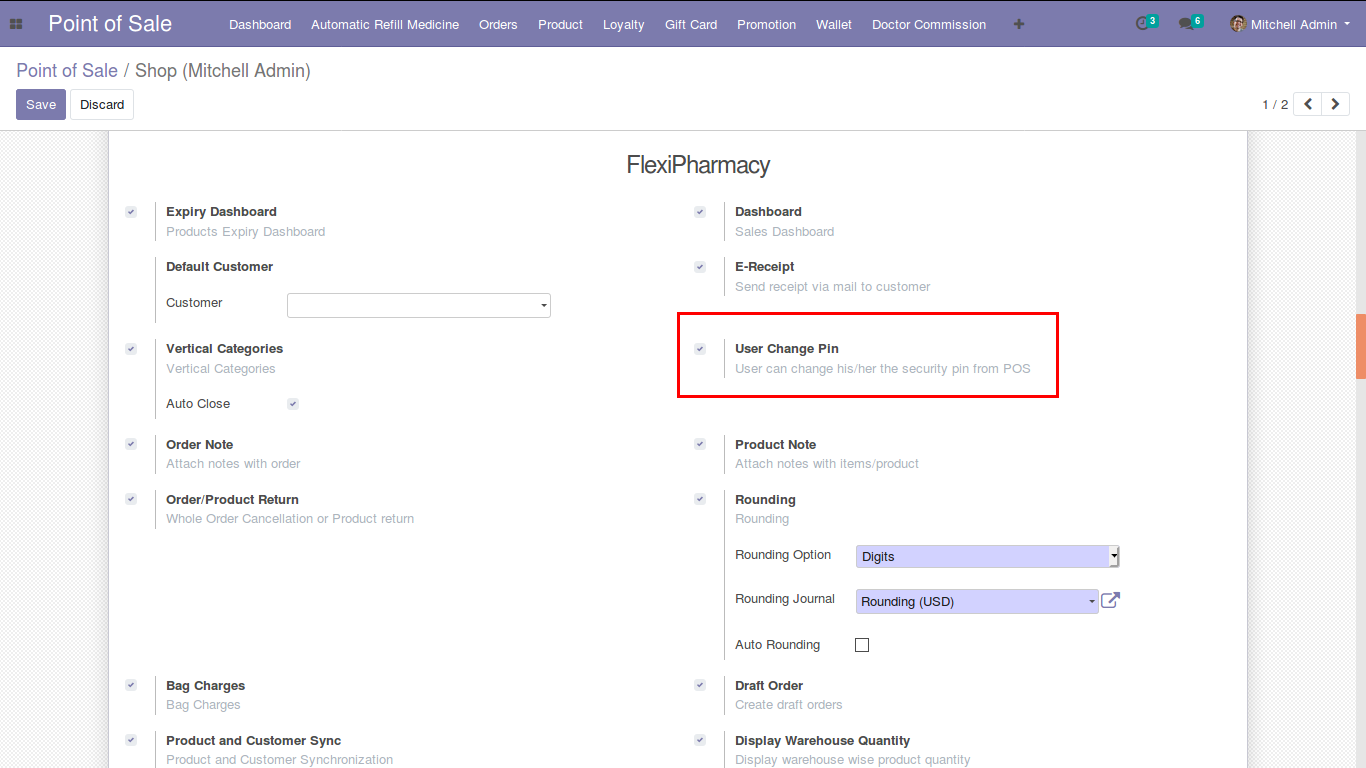 Point of Sale Dashboard Automatic Refill Medicine Orders Product Loyalty Gift Card Promotion Wallet Doctor Commission 3 6 Mitchell Admin
Point of Sale / Shop (Mitchell Admin)
Save Discard 1 / 2
FlexiPharmacy
Expiry Dashboard
Products Expiry Dashboard
Dashboard
Sales Dashboard
Default Customer
Customer
E-Receipt
Send receipt via mail to customer
Vertical Categories
Vertical Categories
Auto Close
User Change Pin
User can change his/her the security pin from POS
Order Note
Attach notes with order
Product Note
Attach notes with items/product
Order/Product Return
Whole Order Cancellation or Product return
Rounding
Rounding
Rounding Option Digits
Rounding Journal Rounding (USD)
Auto Rounding
Bag Charges
Bag Charges
Draft Order
Create draft orders
Product and Customer Sync
Product and Customer Synchronization
Display Warehouse Quantity
Display warehouse wise product quantity